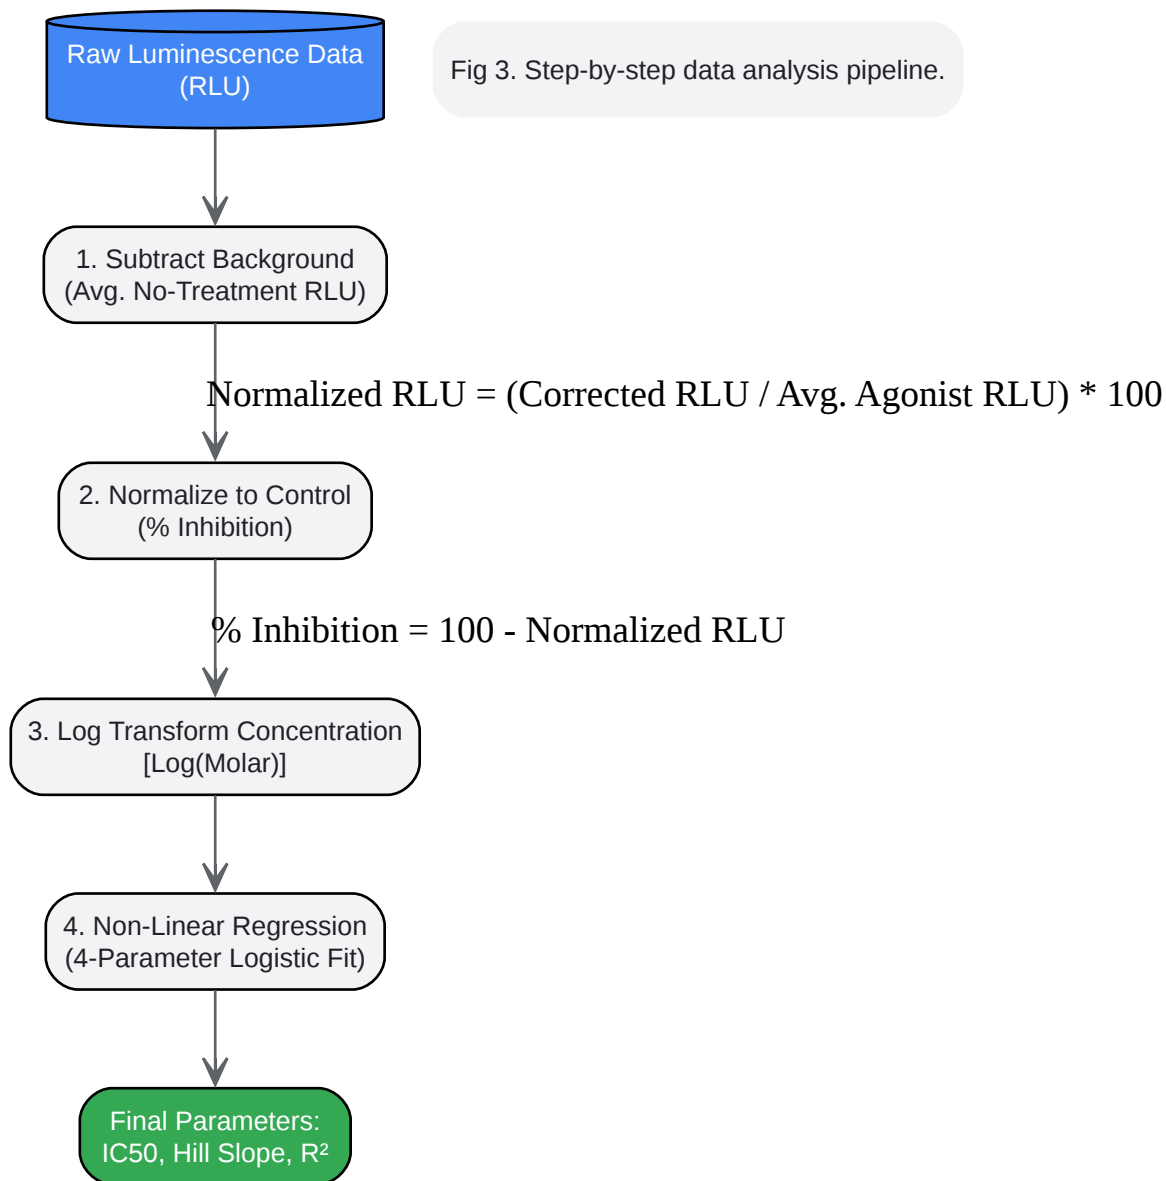 Raw Luminescence Data
(RLU)
Fig 3. Step-by-step data analysis pipeline.
1. Subtract Background
(Avg. No-Treatment RLU)
Normalized RLU = (Corrected RLU / Avg. Agonist RLU) * 100
2. Normalize to Control
(% Inhibition)
% Inhibition = 100 - Normalized RLU
3. Log Transform Concentration
[Log(Molar)]
4. Non-Linear Regression
(4-Parameter Logistic Fit)
Final Parameters:
IC50, Hill Slope, R²